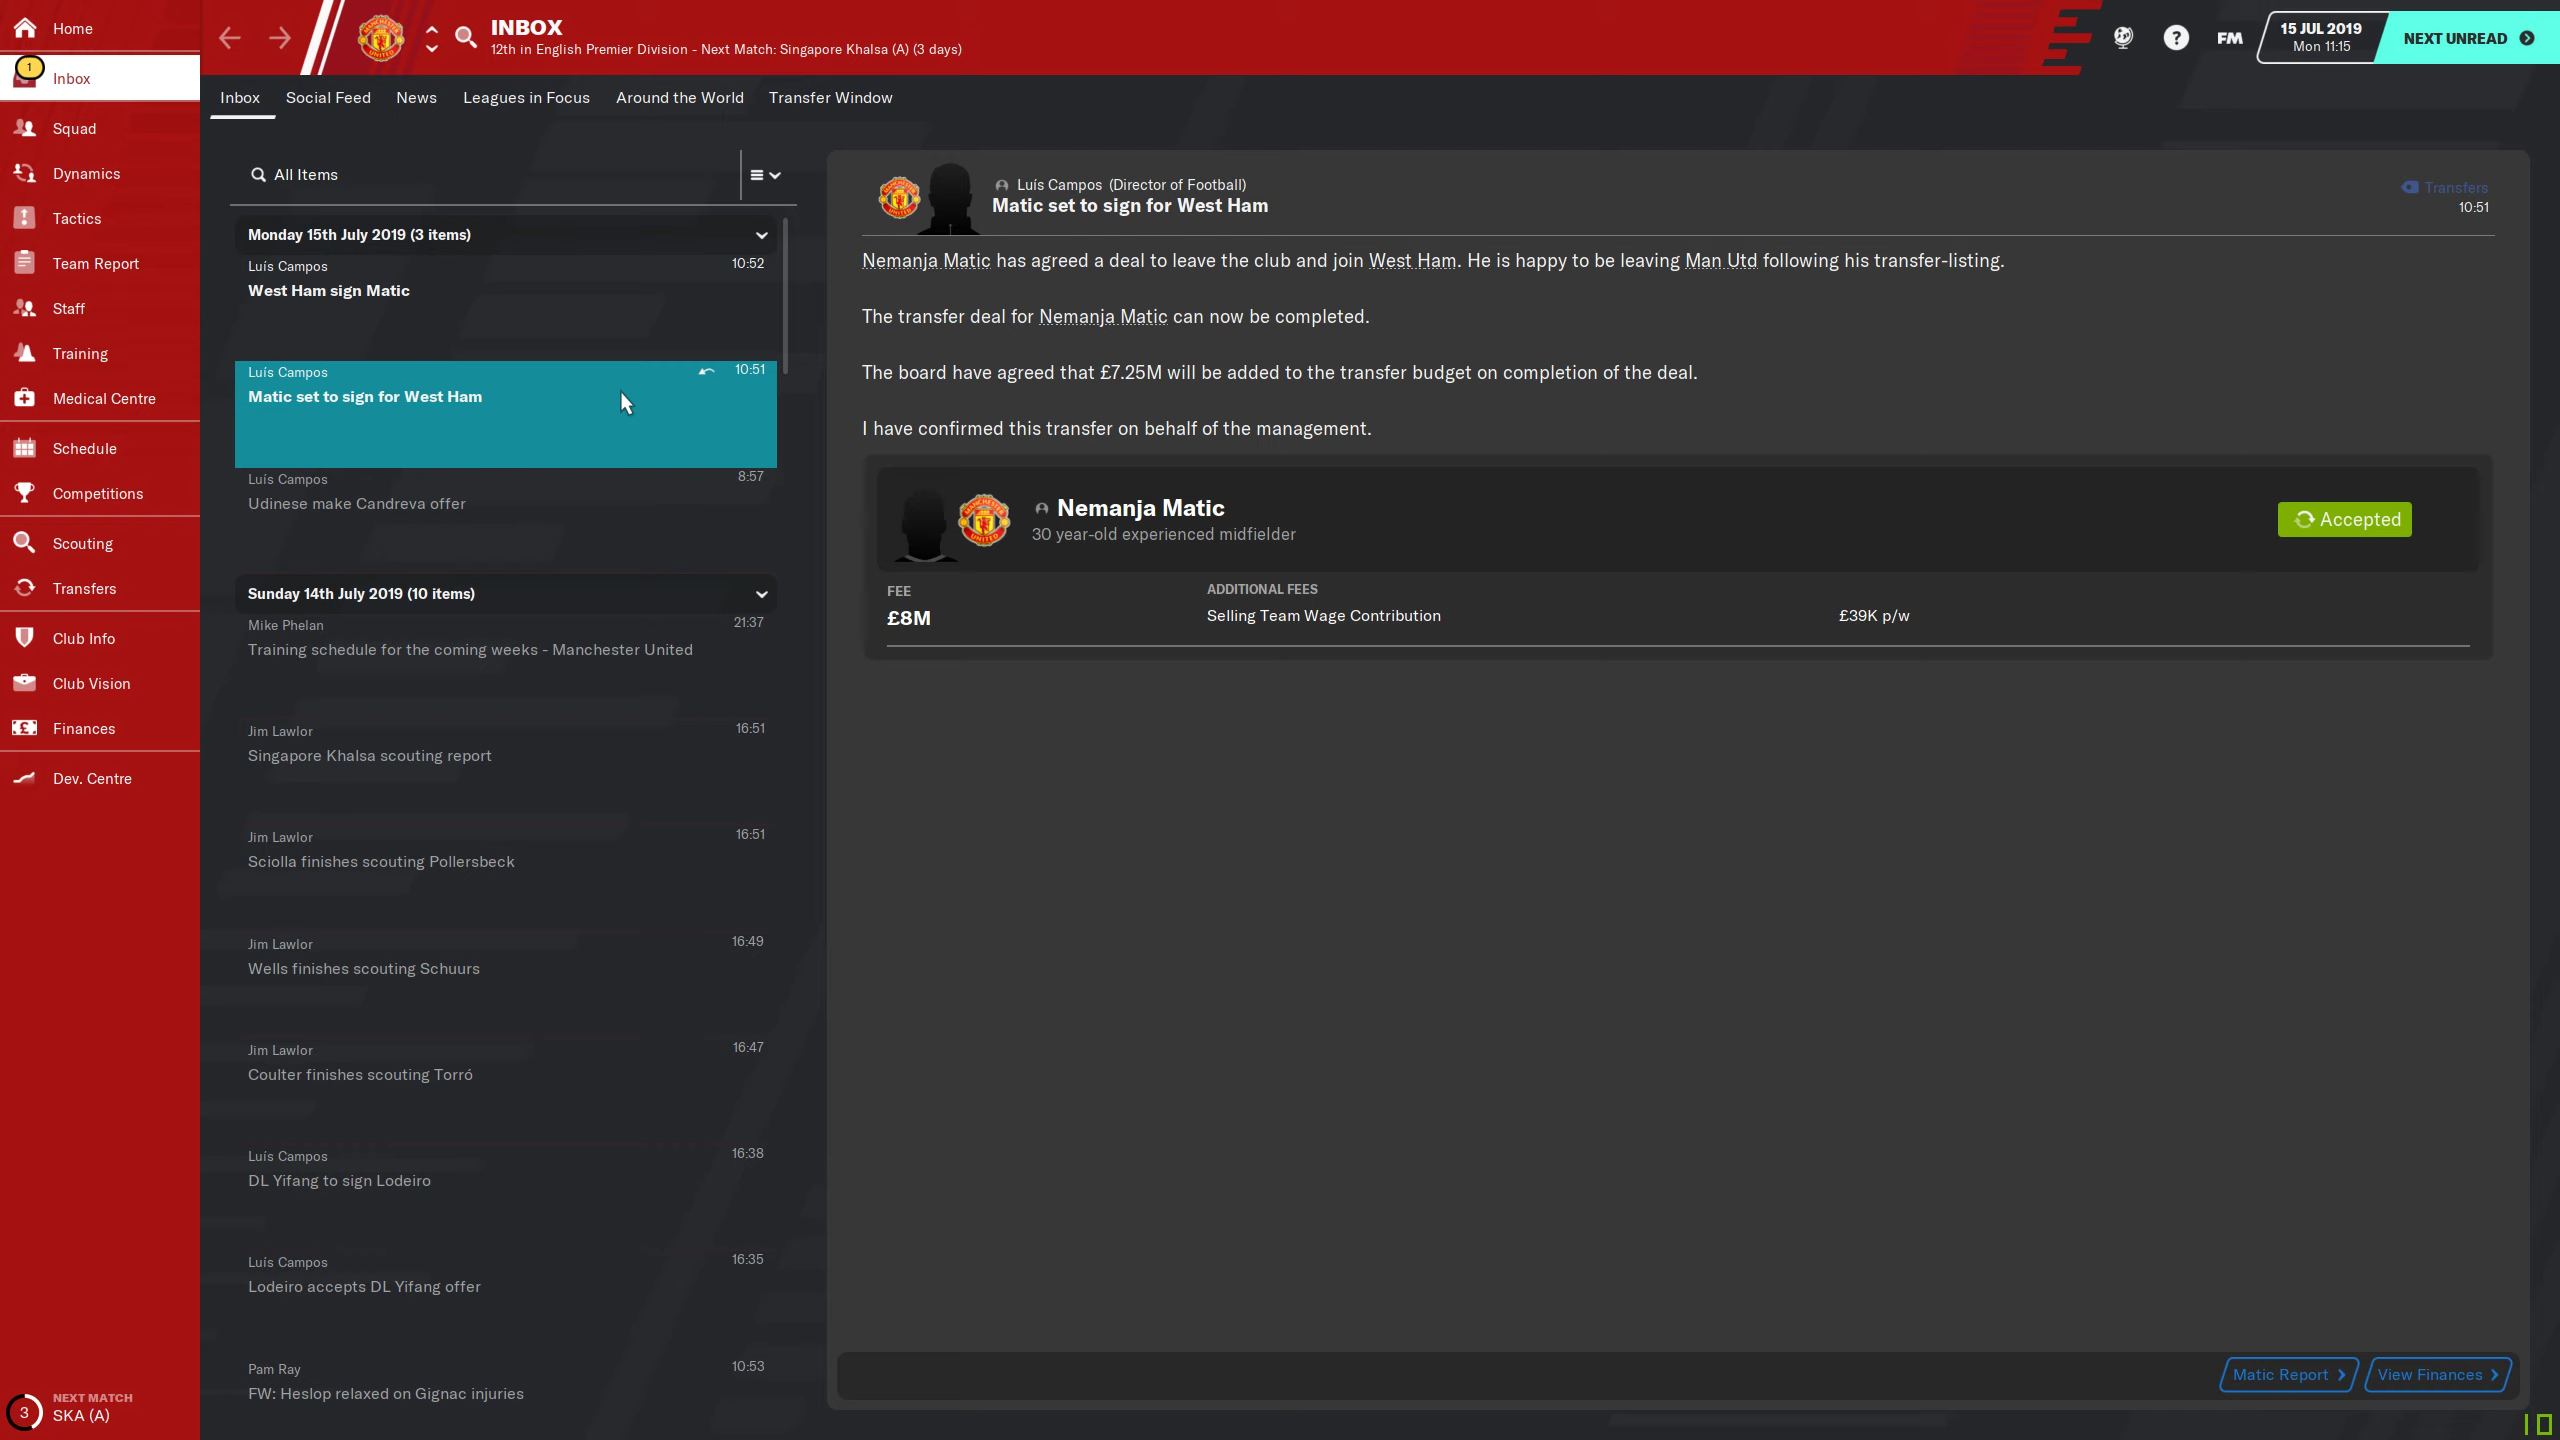 Home
Inbox
1
Squad
Dynamics
Tactics
Team Report
Staff
Training
Medical Centre
Schedule
Competitions
Scouting
Transfers
Club Info
Club Vision
Finances
Dev. Centre
3
NEXT MATCH
SKA (A)
INBOX
12th in English Premier Division - Next Match: Singapore Khalsa (A) (3 days)
FM
15 JUL 2019
Mon 11:15
NEXT UNREAD
Inbox Social Feed News Leagues in Focus Around the World Transfer Window
All Items
Monday 15th July 2019 (3 items)
Luís Campos 10:52
West Ham sign Matic
Luís Campos 10:51
Matic set to sign for West Ham
Luís Campos 8:57
Udinese make Candreva offer
Sunday 14th July 2019 (10 items)
Mike Phelan 21:37
Training schedule for the coming weeks - Manchester United
Jim Lawlor 16:51
Singapore Khalsa scouting report
Jim Lawlor 16:51
Sciolla finishes scouting Pollersbeck
Jim Lawlor 16:49
Wells finishes scouting Schuurs
Jim Lawlor 16:47
Coulter finishes scouting Torró
Luís Campos 16:38
DL Yifang to sign Lodeiro
Luís Campos 16:35
Lodeiro accepts DL Yifang offer
Pam Ray 10:53
FW: Heslop relaxed on Gignac injuries
Luís Campos (Director of Football)
Matic set to sign for West Ham
Transfers
10:51
Nemanja Matic has agreed a deal to leave the club and join West Ham. He is happy to be leaving Man Utd following his transfer-listing.
The transfer deal for Nemanja Matic can now be completed.
The board have agreed that £7.25M will be added to the transfer budget on completion of the deal.
I have confirmed this transfer on behalf of the management.
Nemanja Matic
30 year-old experienced midfielder
Accepted
FEE
£8M
ADDITIONAL FEES
Selling Team Wage Contribution £39K p/w
Matic Report
View Finances
10